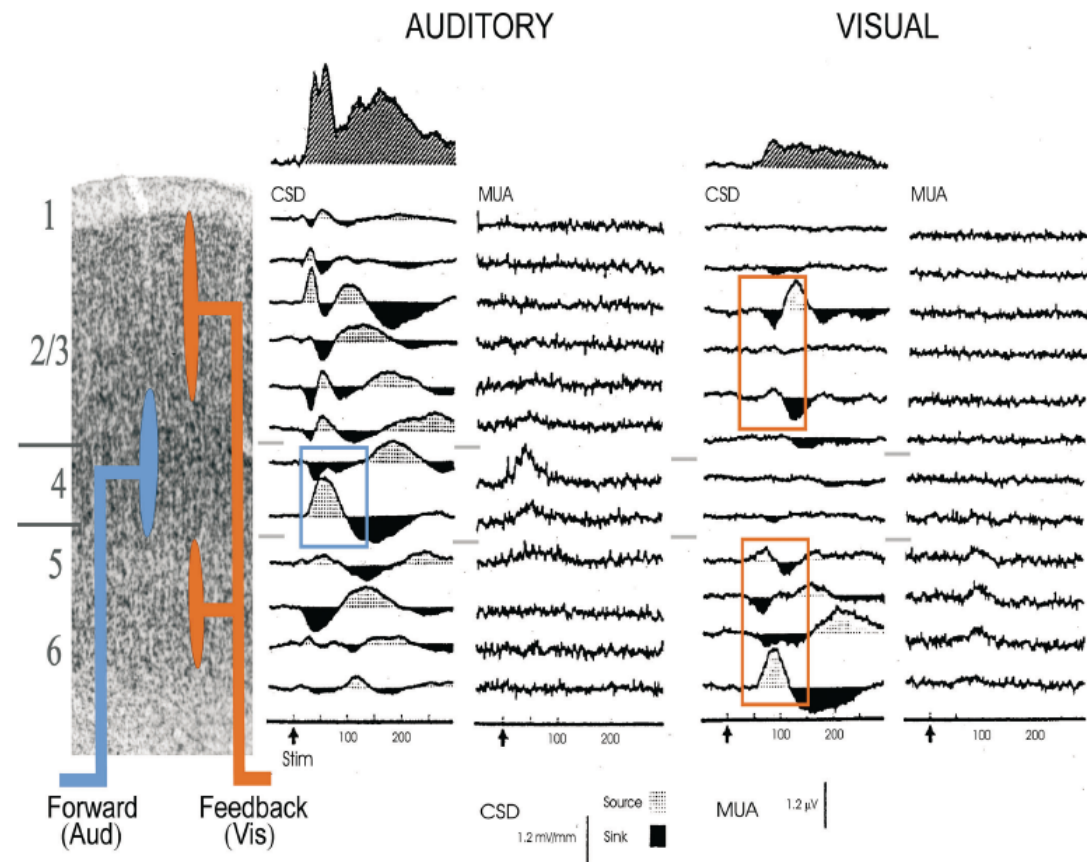 AUDITORY
VISUAL
CSD
MUA
CSD
MUA
1
2/3
4
5
6
100
200
100
200
100
200
100
200
Stim
Forward
(Aud)
Feedback
(Vis)
CSD
1.2 mV/mm
Source
Sink
MUA
1.2 μV